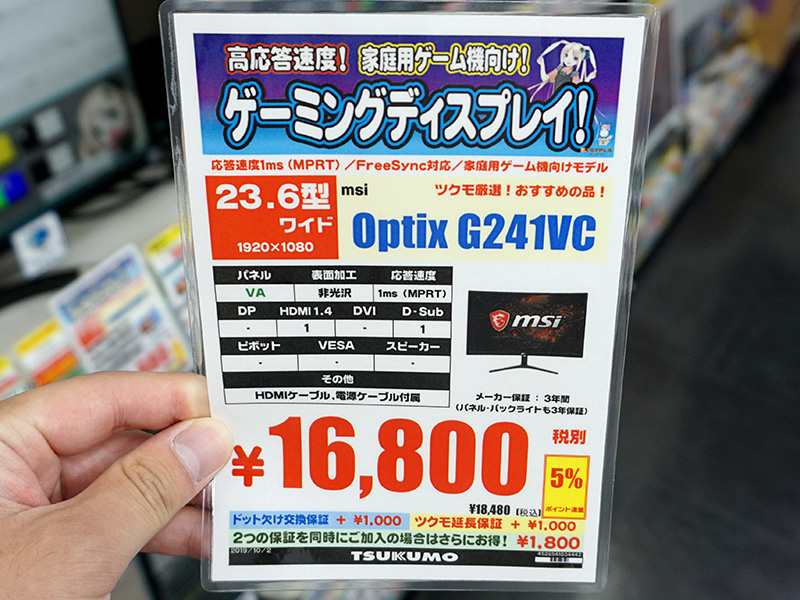 高応答速度! 家庭用ゲーム機向け!
ゲーミングディスプレイ!
応答速度1ms(MPRT)/FreeSync対応/家庭用ゲーム機向けモデル
23.6型
ワイド
1920×1080
msi ツクモ厳選!おすすめの品!
Optix G241VC
パネル 表面加工 応答速度
VA 非光沢 1ms(MPRT)
DP HDMI1.4 DVI D-Sub
- 1 - 1
ピボット VESA スピーカー
- - -
その他
HDMIケーブル、電源ケーブル付属
msi
メーカー保証:3年間
(パネル・バックライトも3年保証)
¥16,800 税別
5%
ポイント進呈
¥18,480 [税込]
ドット欠け交換保証 + ¥1,000 ツクモ延長保証 + ¥1,000
2つの保証を同時にご加入の場合はさらにお得! ¥1,800
2019/10/2
TSUKUMO